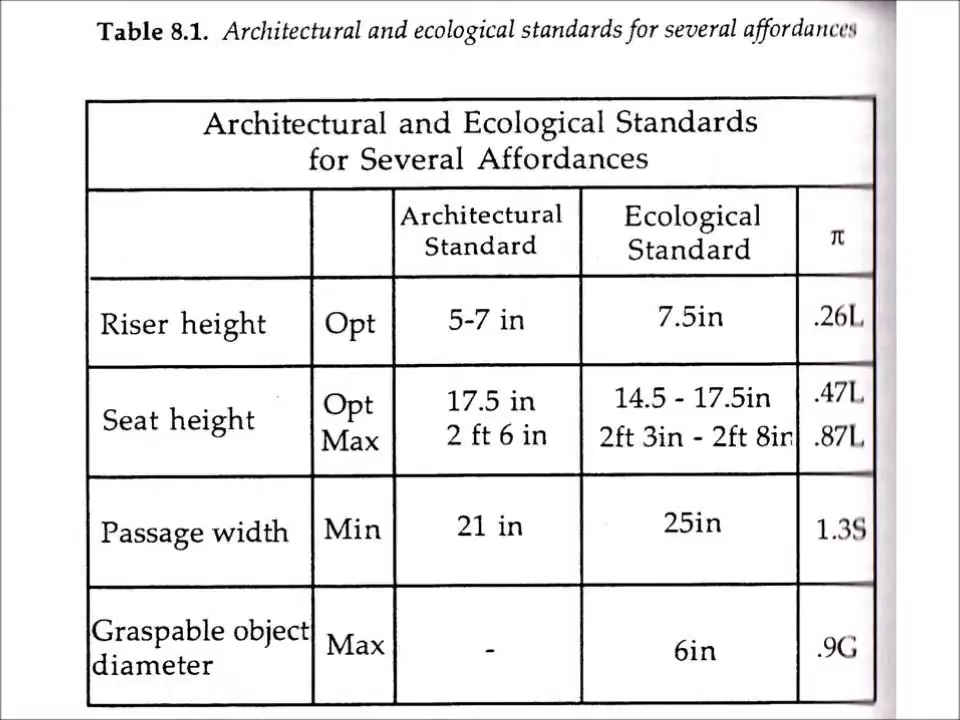 Table 8.1. Architectural and ecological standards for several affordances
Architectural and Ecological Standards
for Several Affordances
Architectural
Standard
Ecological
Standard
π
Riser height
Opt
5-7 in
7.5in
.26L
Seat height
Opt
17.5 in
14.5 - 17.5in
.47L
Max
2 ft 6 in
2ft 3in - 2ft 8in
.87L
Passage width
Min
21 in
25in
1.3S
Graspable object
diameter
Max
-
6in
.9G